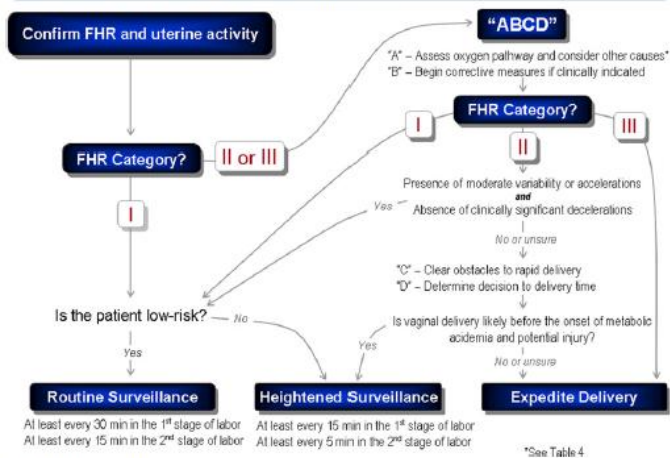 Confirm FHR and uterine activity
"ABCD"
"A" – Assess oxygen pathway and consider other causes*
"B" – Begin corrective measures if clinically indicated
FHR Category?
II or III
I
FHR Category?
I
II
III
Presence of moderate variability or accelerations
and
Absence of clinically significant decelerations
Yes
No or unsure
"C" – Clear obstacles to rapid delivery
"D" – Determine decision to delivery time
Is the patient low-risk?
No
Yes
Is vaginal delivery likely before the onset of metabolic
acidemia and potential injury?
Yes
No or unsure
Routine Surveillance
At least every 30 min in the 1st stage of labor
At least every 15 min in the 2nd stage of labor
Heightened Surveillance
At least every 15 min in the 1st stage of labor
At least every 5 min in the 2nd stage of labor
Expedite Delivery
*See Table 4